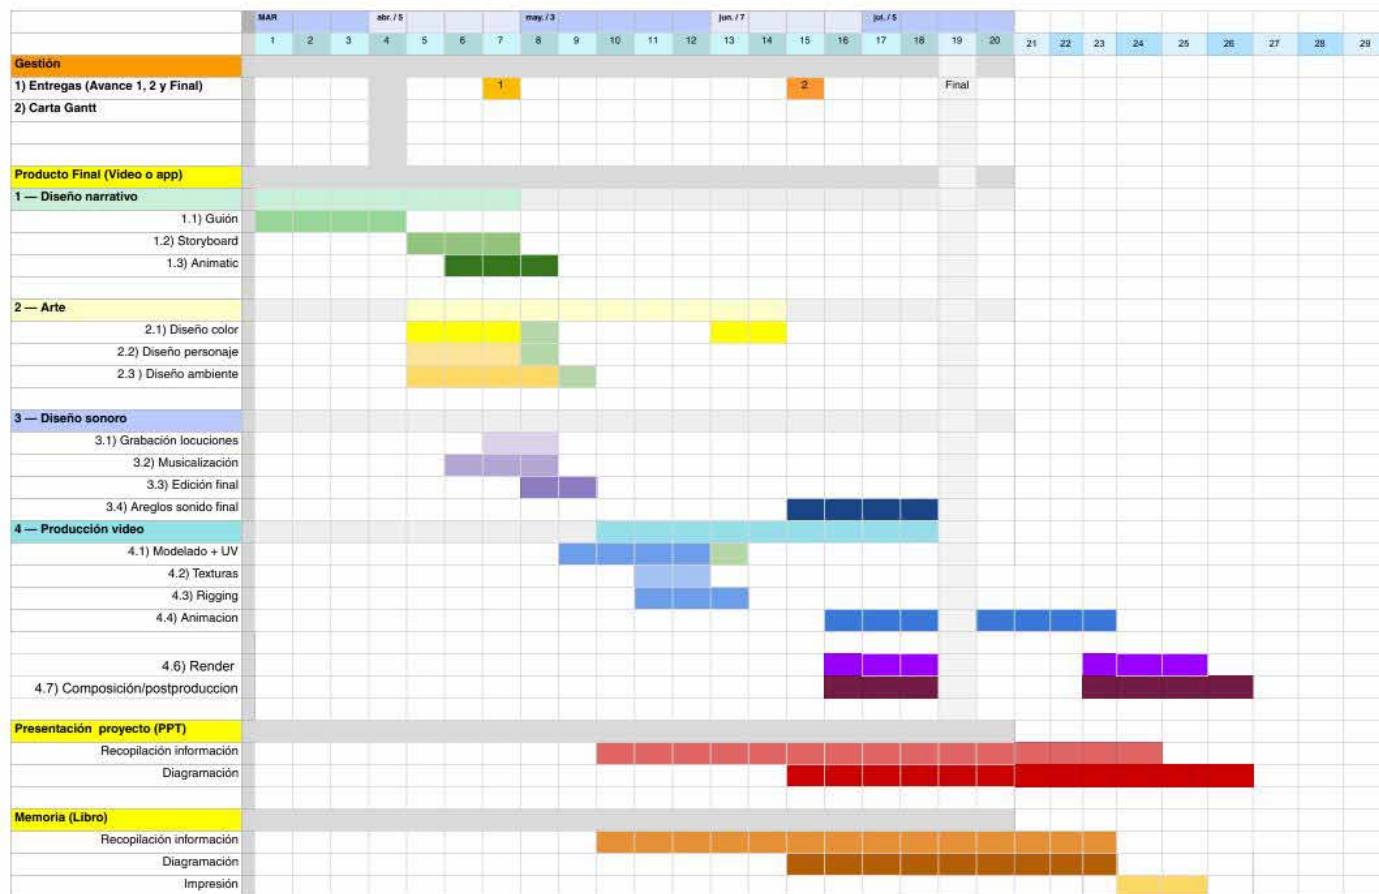 MAR abr. / 5 may. / 3 jun. / 7 jul. / 5
1 2 3 4 5 6 7 8 9 10 11 12 13 14 15 16 17 18 19 20 21 22 23 24 25 26 27 28 29
Gestión
1) Entregas (Avance 1, 2 y Final) 1 2 Final
2) Carta Gantt
Producto Final (Video o app)
1 — Diseño narrativo
1.1) Guión
1.2) Storyboard
1.3) Animatic
2 — Arte
2.1) Diseño color
2.2) Diseño personaje
2.3 ) Diseño ambiente
3 — Diseño sonoro
3.1) Grabación locuciones
3.2) Musicalización
3.3) Edición final
3.4) Areglos sonido final
4 — Producción video
4.1) Modelado + UV
4.2) Texturas
4.3) Rigging
4.4) Animacion
4.6) Render
4.7) Composición/postproduccion
Presentación proyecto (PPT)
Recopilación información
Diagramación
Memoria (Libro)
Recopilación información
Diagramación
Impresión